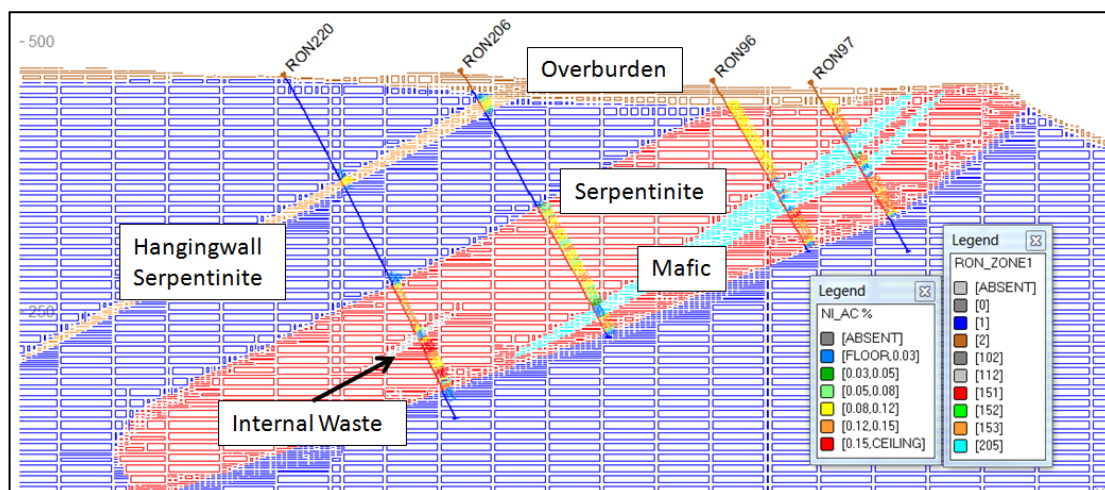 - 500
RON220
RON206
Overburden
RON96
RON97
Serpentinite
Hangingwall
Serpentinite
Mafic
- 250
Internal Waste
Legend
NI_AC %
[ABSENT]
[FLOOR,0.03]
[0.03,0.05]
[0.05,0.08]
[0.08,0.12]
[0.12,0.15]
[0.15,CEILING]
Legend
RON_ZONE1
[ABSENT]
[0]
[1]
[2]
[102]
[112]
[151]
[152]
[153]
[205]